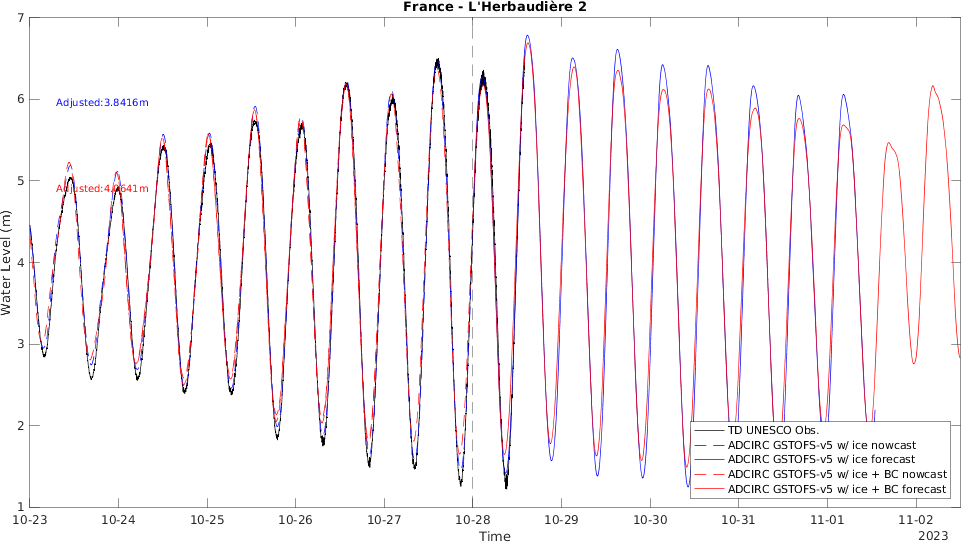 France - L'Herbaudière 2
7
6
5
4
3
2
1
Water Level (m)
Adjusted:3.8416m
Adjusted:4.0641m
TD UNESCO Obs.
ADCIRC GSTOFS-v5 w/ ice nowcast
ADCIRC GSTOFS-v5 w/ ice forecast
ADCIRC GSTOFS-v5 w/ ice + BC nowcast
ADCIRC GSTOFS-v5 w/ ice + BC forecast
10-23 10-24 10-25 10-26 10-27 10-28 10-29 10-30 10-31 11-01 11-02
Time
2023